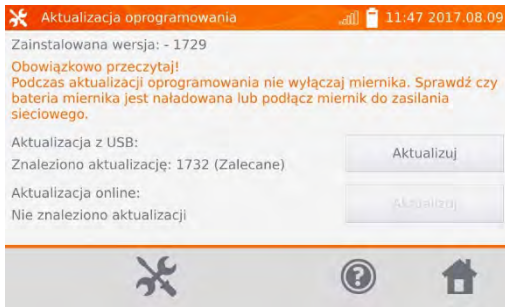 Aktualizacja oprogramowania 11:47 2017.08.09
Zainstalowana wersja: - 1729
Obowiązkowo przeczytaj!
Podczas aktualizacji oprogramowania nie wyłączaj miernika. Sprawdź czy
bateria miernika jest naładowana lub podłącz miernik do zasilania
sieciowego.
Aktualizacja z USB:
Znaleziono aktualizację: 1732 (Zalecane)
Aktualizuj
Aktualizacja online:
Nie znaleziono aktualizacji
Aktualizuj
?